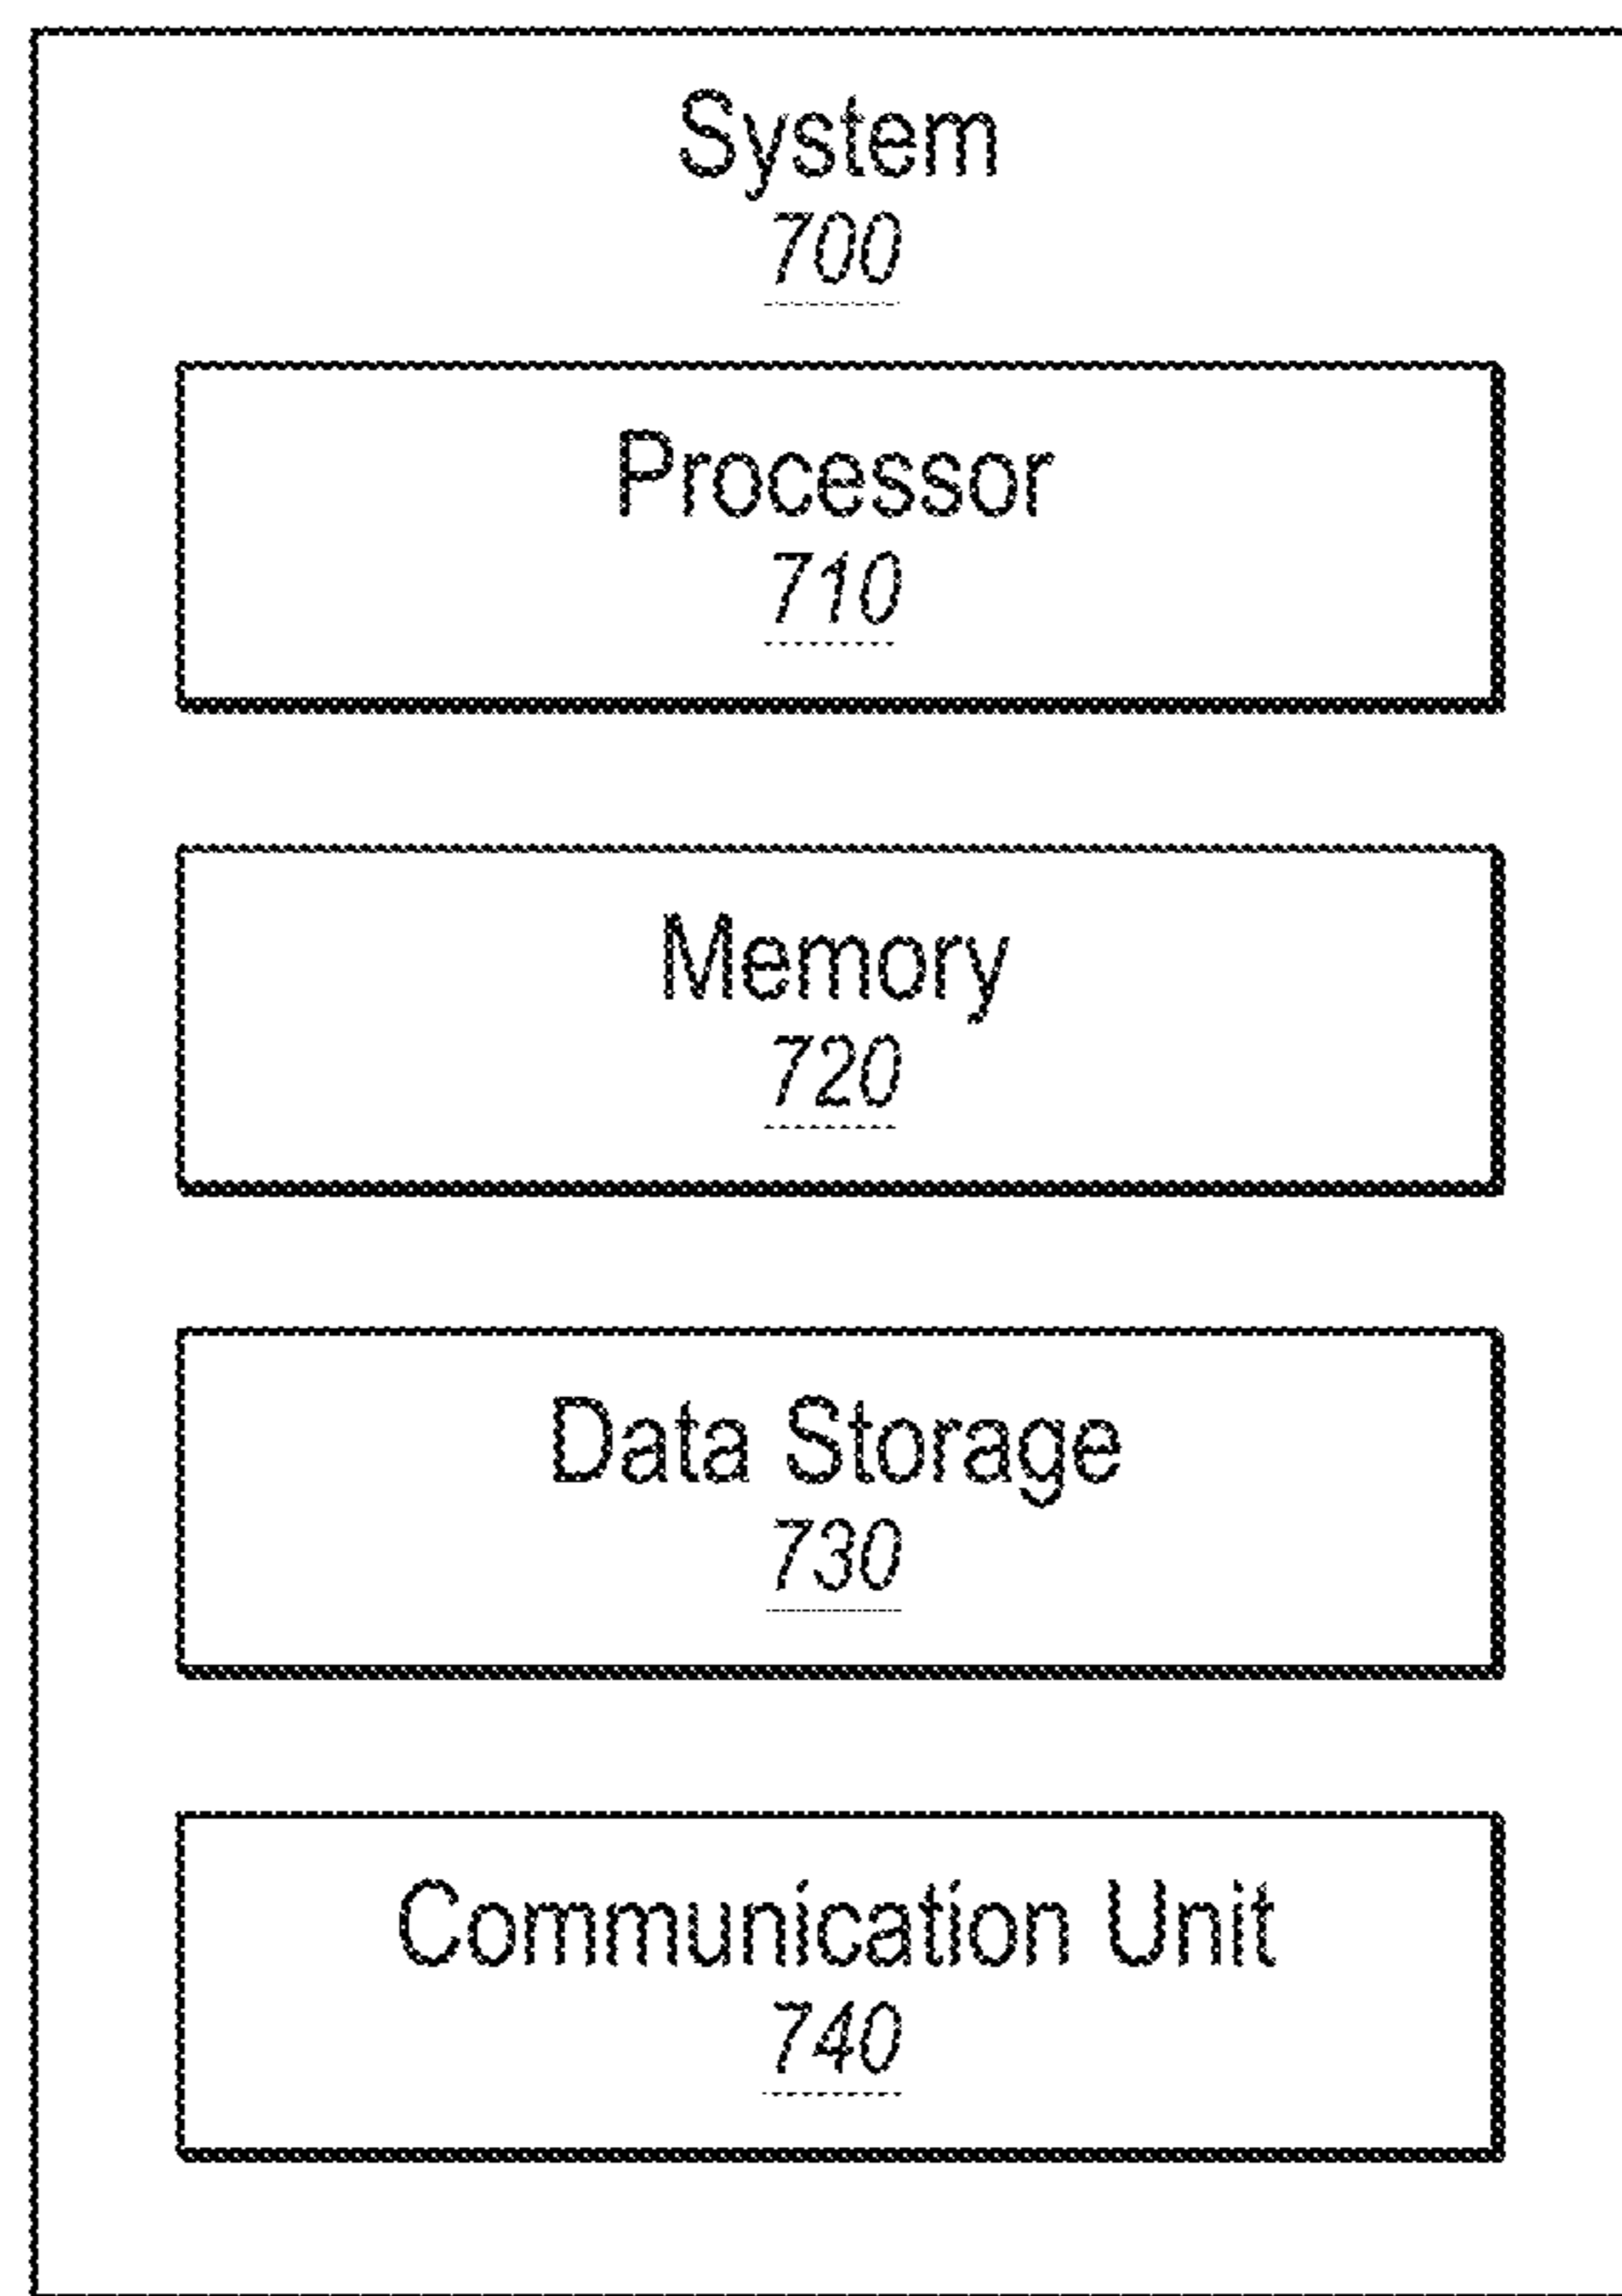 System
700
Processor
710
Memory
720
Data Storage
730
Communication Unit
740